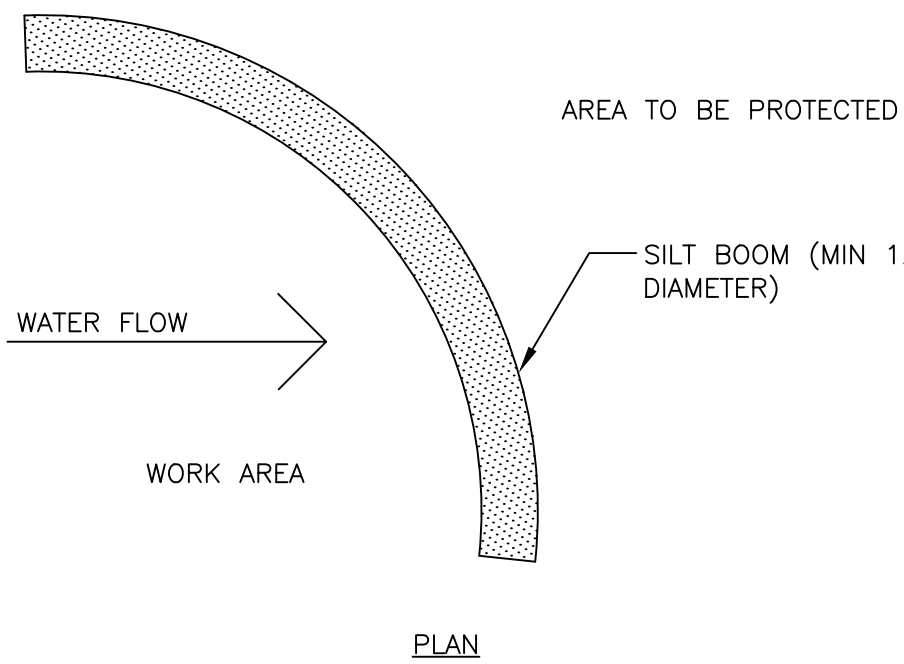 AREA TO BE PROTECTED
SILT BOOM (MIN 1
DIAMETER)
WATER FLOW
WORK AREA
PLAN